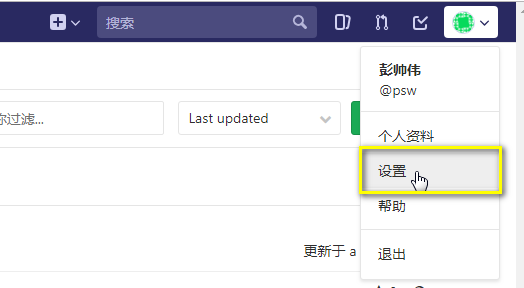 搜索
彭帅伟
@psw
尔过滤...
Last updated
个人资料
设置
帮助
更新于 a
退出